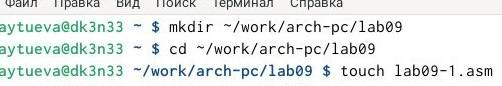 Файл Правка Вид Поиск Терминал Справка
aytueva@dk3n33 ~ $ mkdir ~/work/arch-pc/lab09
aytueva@dk3n33 ~ $ cd ~/work/arch-pc/lab09
aytueva@dk3n33 ~/work/arch-pc/lab09 $ touch lab09-1.asm